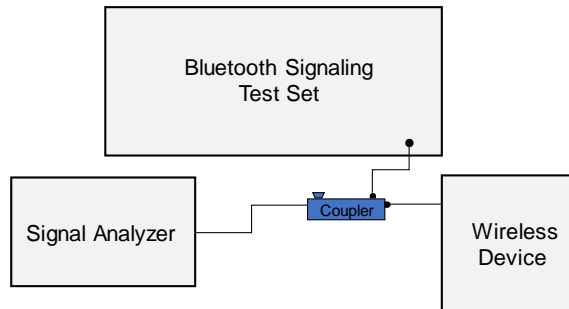 Bluetooth Signaling
Test Set
Signal Analyzer
Coupler
Wireless
Device